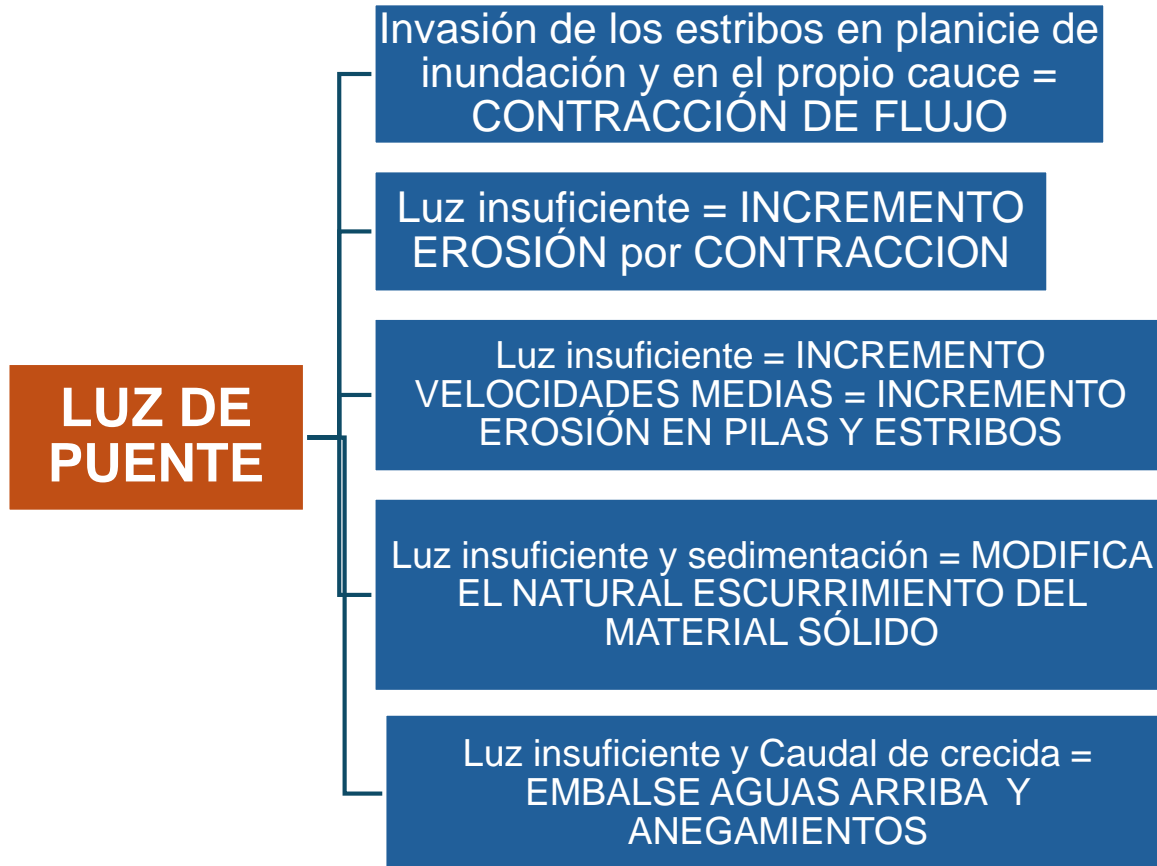 LUZ DE
PUENTE
Invasión de los estribos en planicie de
inundación y en el propio cauce =
CONTRACCIÓN DE FLUJO
Luz insuficiente = INCREMENTO
EROSIÓN por CONTRACCION
Luz insuficiente = INCREMENTO
VELOCIDADES MEDIAS = INCREMENTO
EROSIÓN EN PILAS Y ESTRIBOS
Luz insuficiente y sedimentación = MODIFICA
EL NATURAL ESCURRIMIENTO DEL
MATERIAL SÓLIDO
Luz insuficiente y Caudal de crecida =
EMBALSE AGUAS ARRIBA Y
ANEGAMIENTOS